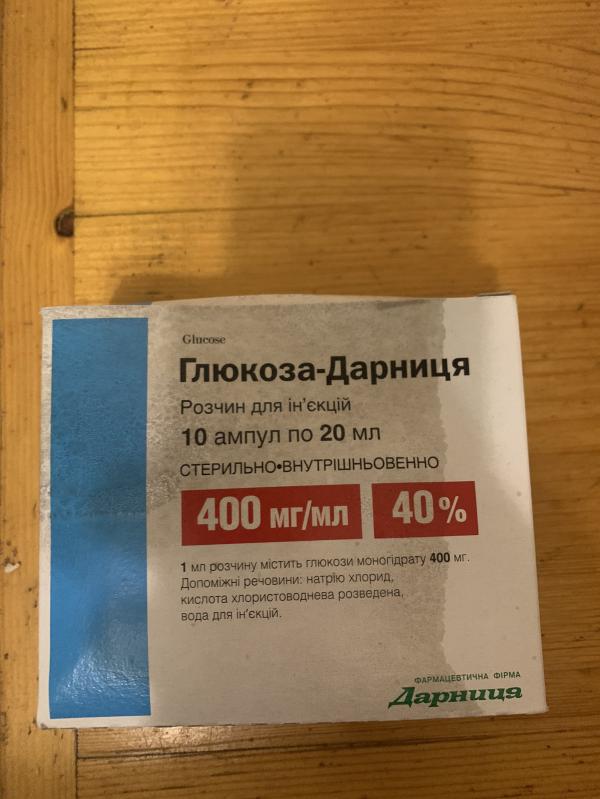 Glucose
Глюкоза-Дарниця
Розчин для ін'єкцій
10 ампул по 20 мл
СТЕРИЛЬНО•ВНУТРІШНЬОВЕННО
400 мг/мл 40 %
1 мл розчину містить глюкози моногідрату 400 мг.
Допоміжні речовини: натрію хлорид,
кислота хлористоводнева розведена,
вода для ін'єкцій.
ФАРМАЦЕВТИЧНА ФІРМА
Дарниця